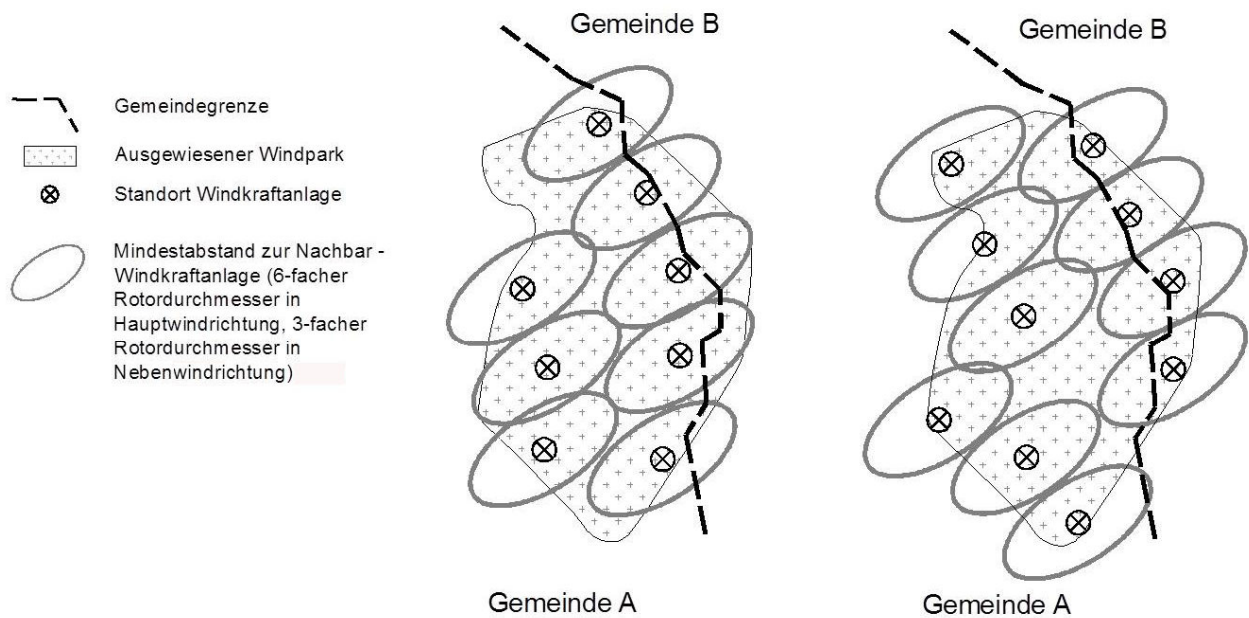 Gemeindegrenze
Ausgewiesener Windpark
Standort Windkraftanlage
Mindestabstand zur Nachbar -
Windkraftanlage (6-facher
Rotordurchmesser in
Hauptwindrichtung, 3-facher
Rotordurchmesser in
Nebenwindrichtung)
Gemeinde B
Gemeinde A
Gemeinde B
Gemeinde A